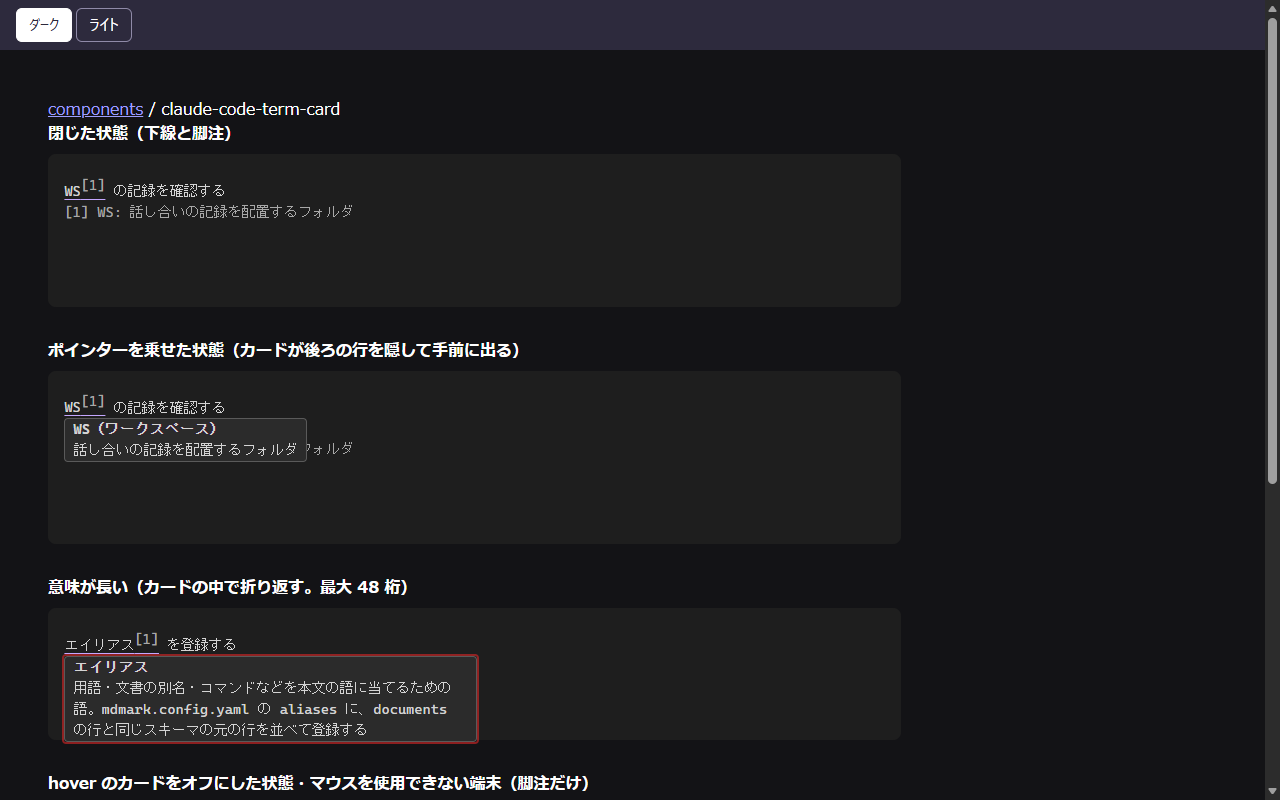 ダーク ライト
components / claude-code-term-card
閉じた状態（下線と脚注）
WS[1] の記録を確認する
[1] WS: 話し合いの記録を配置するフォルダ
ポインターを乗せた状態（カードが後ろの行を隠して手前に出る）
WS[1] の記録を確認する
WS（ワークスペース）
話し合いの記録を配置するフォルダ フォルダ
意味が長い（カードの中で折り返す。最大 48 桁）
エイリアス[1] を登録する
エイリアス
用語・文書の別名・コマンドなどを本文の語に当てるための
語。mdmark.config.yaml の aliases に、documents
の行と同じスキーマの元の行を並べて登録する
hover のカードをオフにした状態・マウスを使用できない端末（脚注だけ）